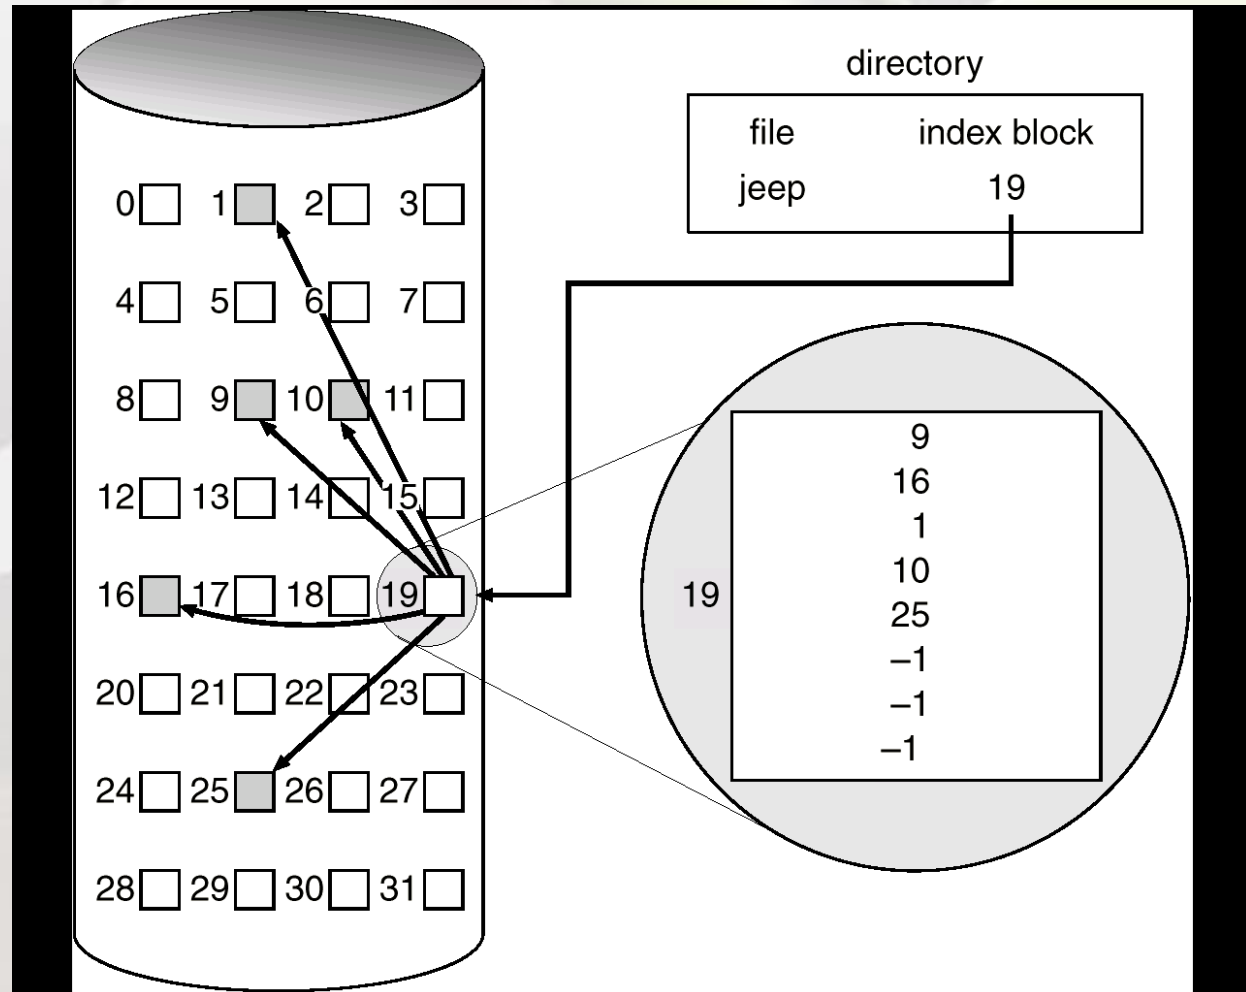 directory
file index block
jeep 19
0 1 2 3
4 5 6 7
8 9 10 11
12 13 14 15
16 17 18 19
20 21 22 23
24 25 26 27
28 29 30 31
19
9
16
1
10
25
–1
–1
–1